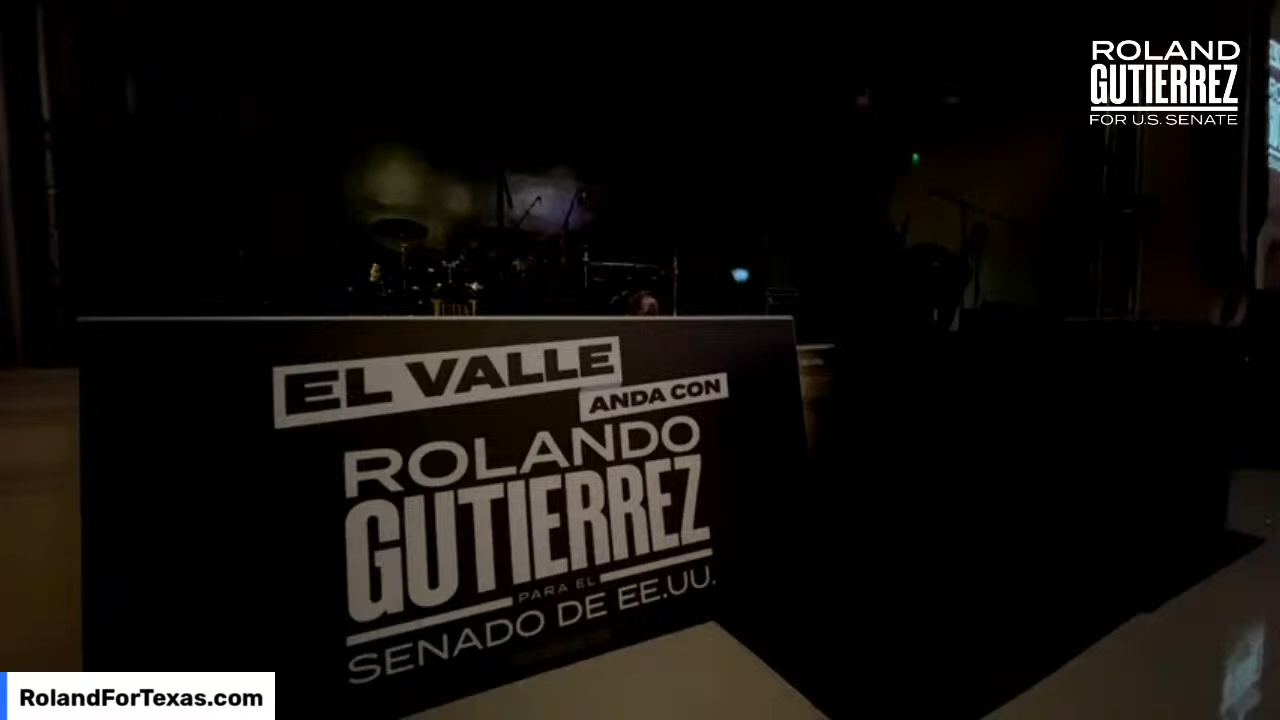 ROLAND
GUTIERREZ
FOR U.S. SENATE
EL VALLE
ANDA CON
ROLANDO
GUTIERREZ
PARA EL
SENADO DE EE.UU.
RolandForTexas.com